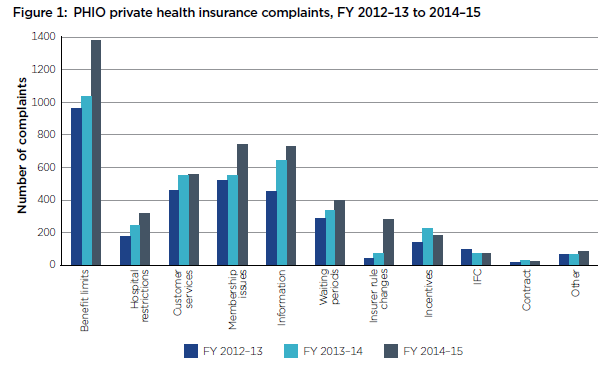 Figure 1: PHIO private health insurance complaints, FY 2012–13 to 2014–15
Number of complaints
1400
1200
1000
800
600
400
200
0
Benefit limits
Hospital
restrictions
Customer
services
Membership
issues
Information
Waiting
periods
Insurer rule
changes
Incentives
IFC
Contract
Other
FY 2012–13
FY 2013–14
FY 2014–15